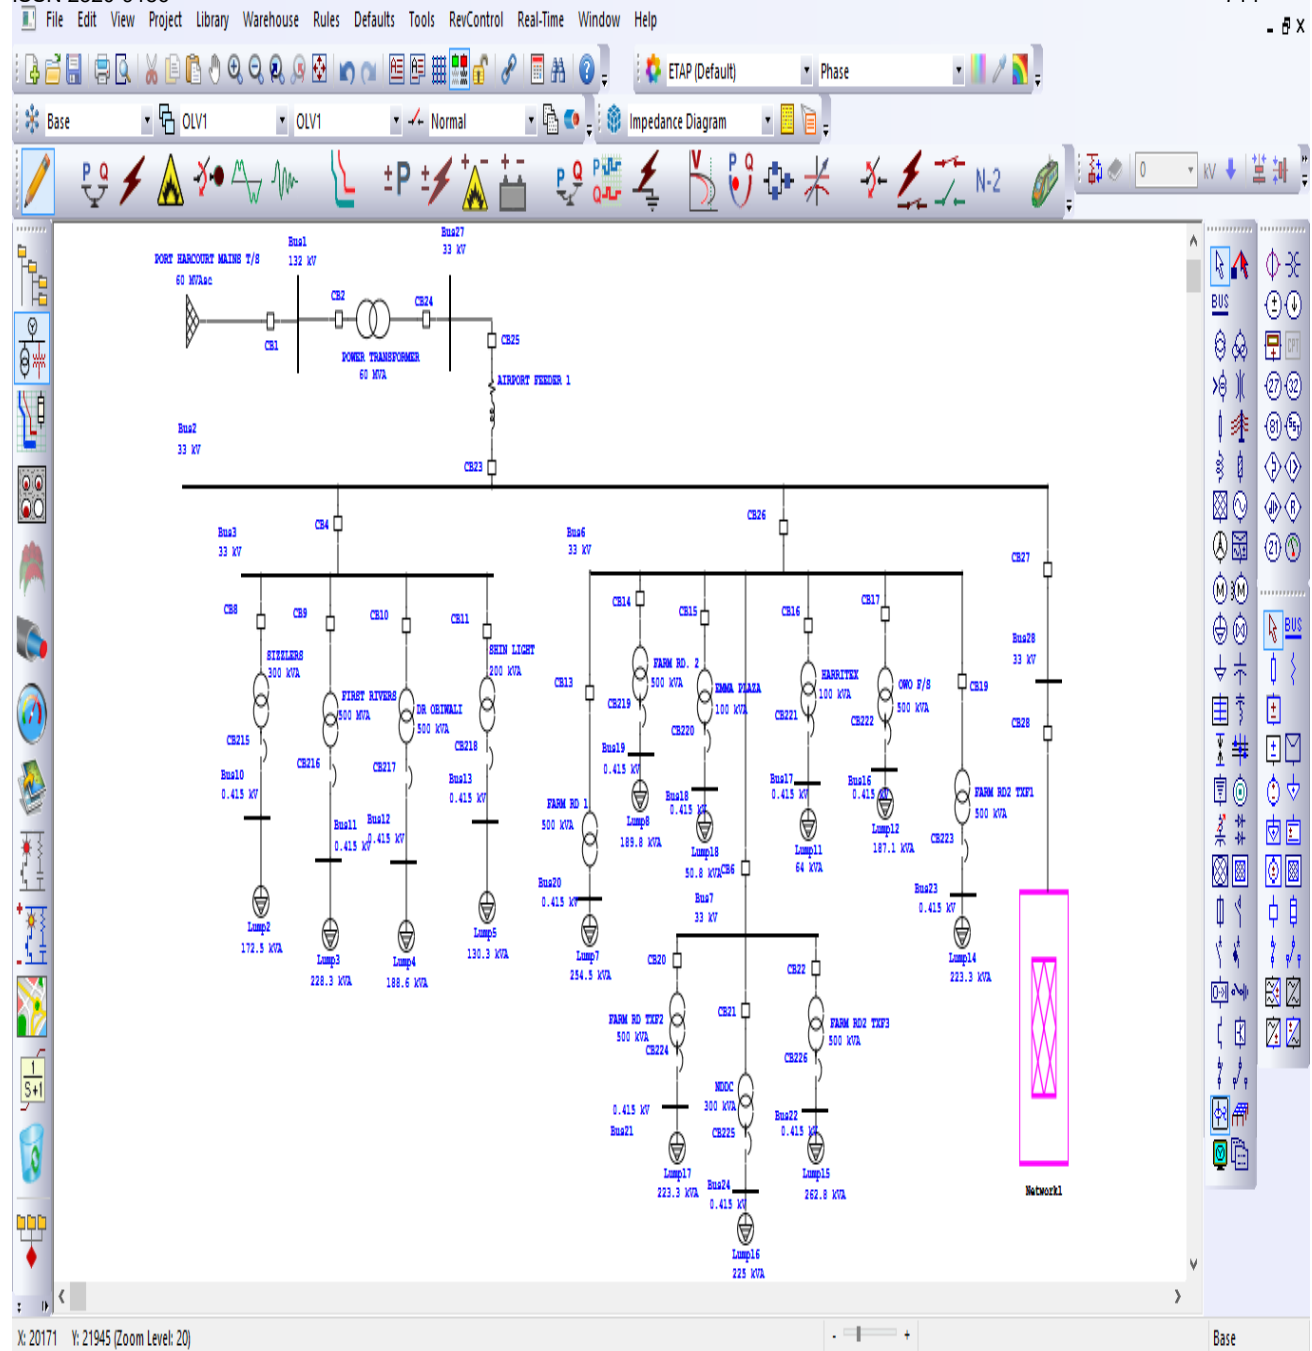 File Edit View Project Library Warehouse Rules Defaults Tools RevControl Real-Time Window Help
ETAP (Default) Phase
Base OLV1 OLV1 Normal Impedance Diagram
P Q ±P P Q P Q V P Q N-2 0 kV
PORT HARCOURT MAINS T/S
60 MVAsc
Bus1
132 kV
Bus27
33 kV
CB1
CB2
CB24
POWER TRANSFORMER
60 MVA
CB25
AIRPORT FEEDER 1
Bus2
33 kV
CB23
CB4
CB26
CB27
Bus3
33 kV
Bus6
33 kV
CB8
CB9
CB10
CB11
SIZZLERS
300 kVA
FIRST RIVERS
500 MVA
DR OBIWALI
500 kVA
SHIN LIGHT
200 kVA
CB215
CB216
CB217
CB218
Bus10
0.415 kV
Bus11
0.415 kV
Bus12
0.415 kV
Bus13
0.415 kV
Lump2
172.5 kVA
Lump3
228.3 kVA
Lump4
188.6 kVA
Lump5
130.3 kVA
CB13
CB14
CB15
CB16
CB17
CB19
FARM RD 1
500 kVA
FARM RD. 2
500 kVA
EMMA PLAZA
100 kVA
HARRITEX
100 kVA
OWO F/S
500 kVA
FARM RD2 TXF1
500 kVA
CB219
CB220
CB221
CB222
CB223
Bus20
0.415 kV
Bus19
0.415 kV
Bus18
0.415 kV
Bus17
0.415 kV
Bus16
0.415 kV
Bus23
0.415 kV
Lump7
254.5 kVA
Lump8
189.8 kVA
Lump18
50.8 kVA
Lump11
64 kVA
Lump12
187.1 kVA
Lump14
223.3 kVA
CB6
Bus7
33 kV
CB20
CB21
CB22
FARM RD TXF2
500 kVA
CB224
NDDC
300 kVA
CB225
FARM RD2 TXF3
500 kVA
CB226
0.415 kV
Bus21
Bus24
0.415 kV
Bus22
0.415 kV
Lump17
223.3 kVA
Lump16
225 kVA
Lump15
262.8 kVA
Bus28
33 kV
CB28
Network1
BUS
CPT
27 32
81
R
21
M M
BUS
1
S+1
X: 20171 Y: 21945 (Zoom Level: 20) - + Base